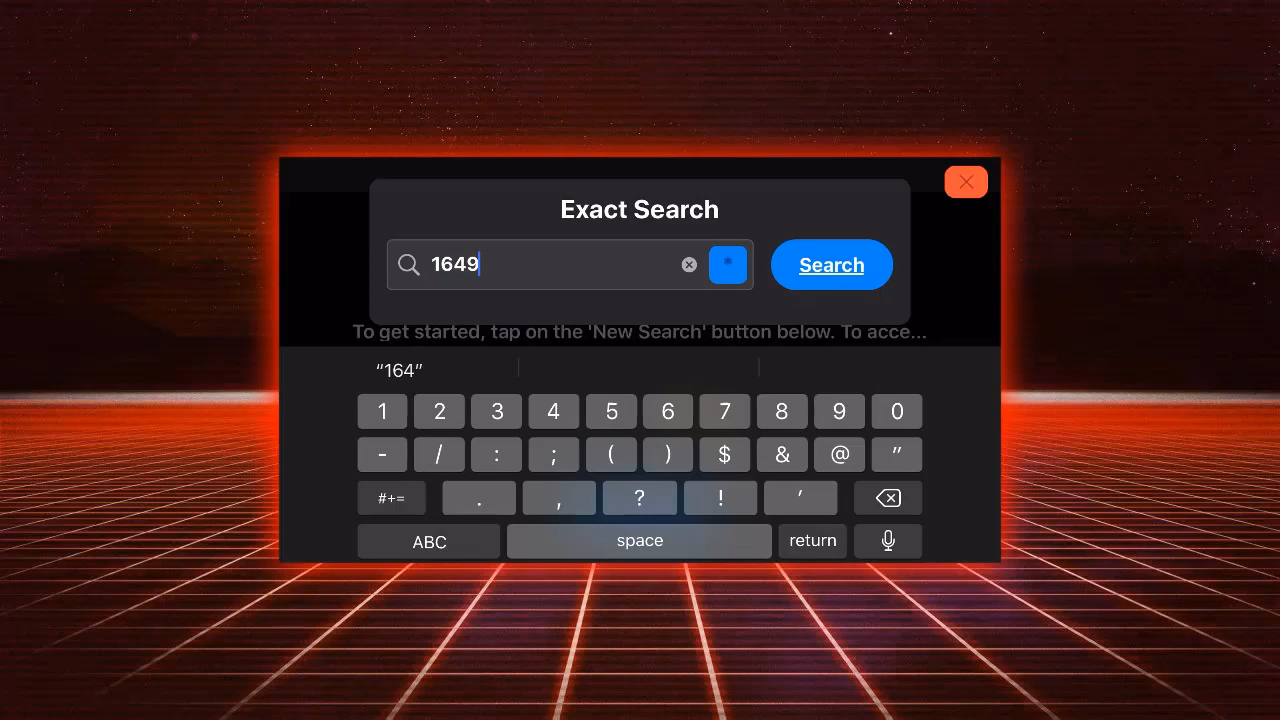 Exact Search
1649
*
Search
To get started, tap on the 'New Search' button below. To acce...
“164”
1 2 3 4 5 6 7 8 9 0
- / : ; ( ) $ & @ ”
#+= . , ? ! ’
ABC space return